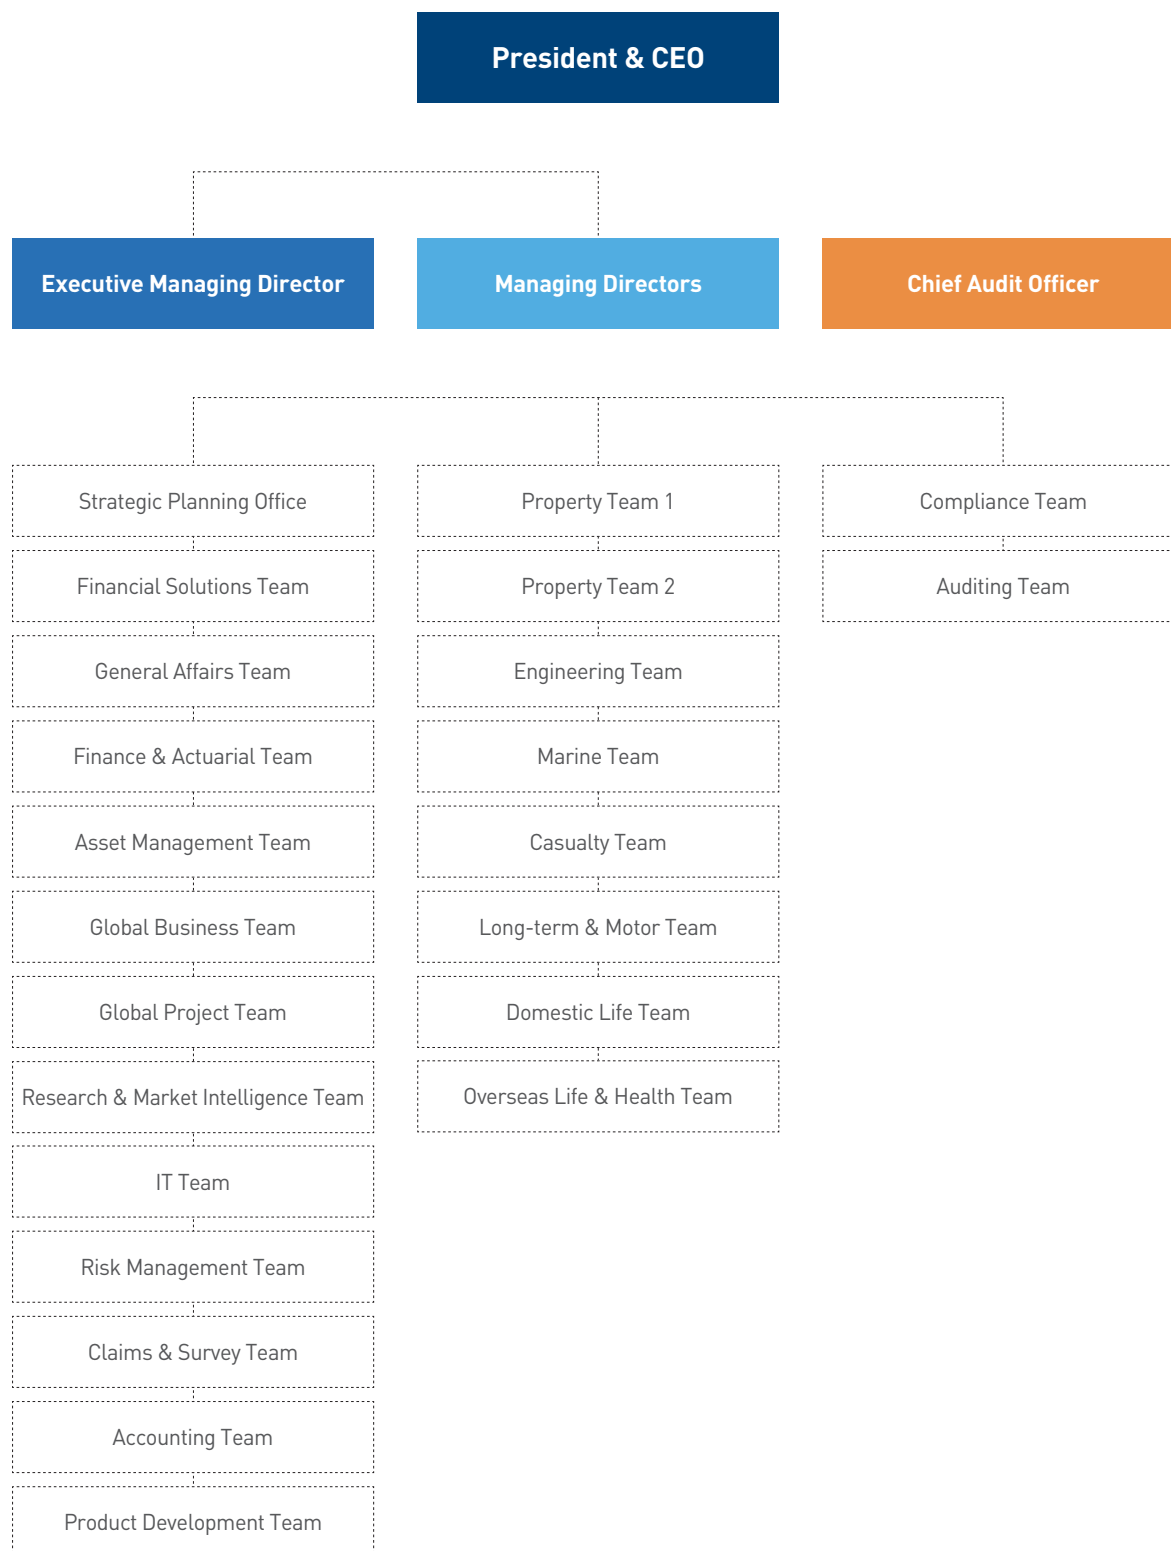 President & CEO
Executive Managing Director
Managing Directors
Chief Audit Officer
Strategic Planning Office
Financial Solutions Team
General Affairs Team
Finance & Actuarial Team
Asset Management Team
Global Business Team
Global Project Team
Research & Market Intelligence Team
IT Team
Risk Management Team
Claims & Survey Team
Accounting Team
Product Development Team
Property Team 1
Property Team 2
Engineering Team
Marine Team
Casualty Team
Long-term & Motor Team
Domestic Life Team
Overseas Life & Health Team
Compliance Team
Auditing Team